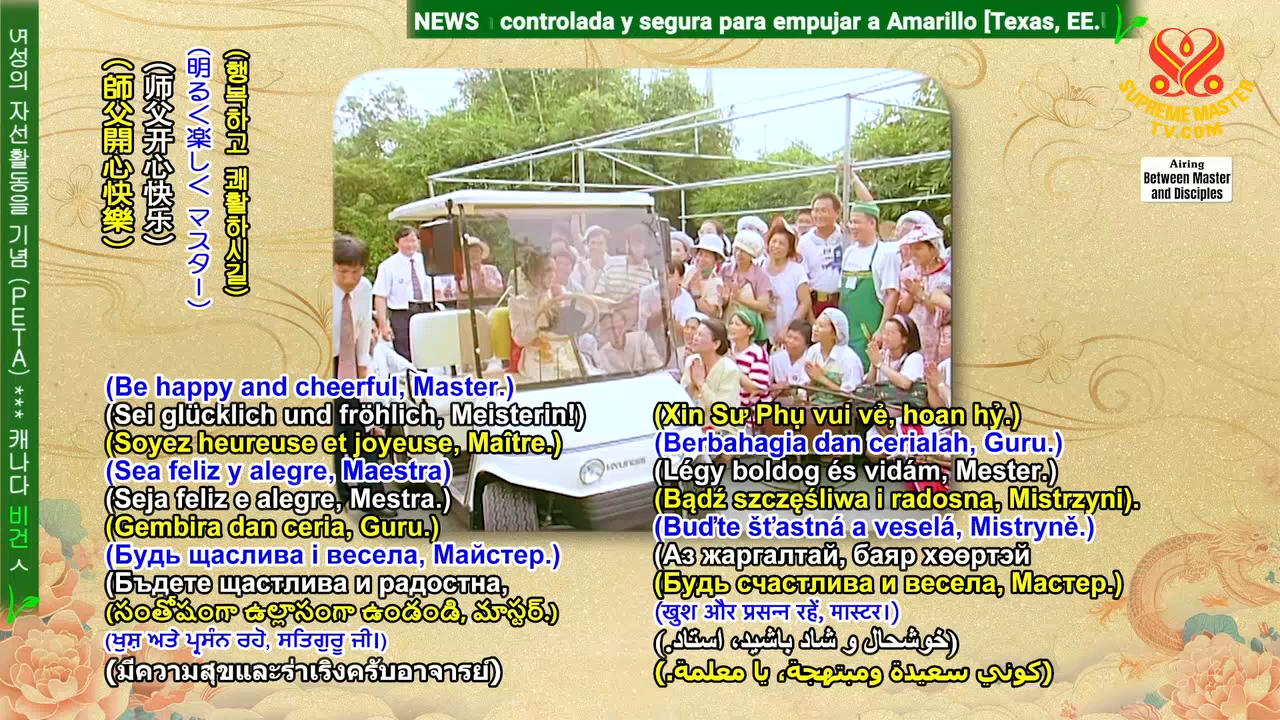 NEWS controlada y segura para empujar a Amarillo [Texas, EE.
SUPREME MASTER
TV.COM
Airing
Between Master
and Disciples
여성의 자선활동을 기념 (PETA) *** 캐나다 비건 ㅅ
(행복하고 쾌활하시길)
明るく楽しく マスター)
(师父开心快乐)
(師父開心快樂)
HYUNDAI
(Be happy and cheerful, Master.)
(Sei glücklich und fröhlich, Meisterin!)
(Soyez heureuse et joyeuse, Maître.)
(Sea feliz y alegre, Maestra)
(Seja feliz e alegre, Mestra.)
(Gembira dan ceria, Guru.)
(Будь щаслива і весела, Майстер.)
(Бъдете щастлива и радостна,
(సంతోషంగా ఉల్లాసంగా ఉండండి, మాస్టర్.)
(ਖੁਸ਼ ਅਤੇ ਪ੍ਰਸੰਨ ਰਹੋ, ਸਤਿਗੁਰੂ ਜੀ।)
(มีความสุขและร่าเริงครับอาจารย์)
(Xin Sư Phụ vui vẻ, hoan hỷ.)
(Berbahagia dan cerialah, Guru.)
(Légy boldog és vidám, Mester.)
(Bądź szczęśliwa i radosna, Mistrzyni).
(Buďte šťastná a veselá, Mistryně.)
(Аз жаргалтай, баяр хөөртэй
(Будь счастлива и весела, Мастер.)
(खुश और प्रसन्न रहें, मास्टर।)
(خوشحال و شاد باشید، استاد.)
(كوني سعيدة ومبتهجة، يا معلمة.)